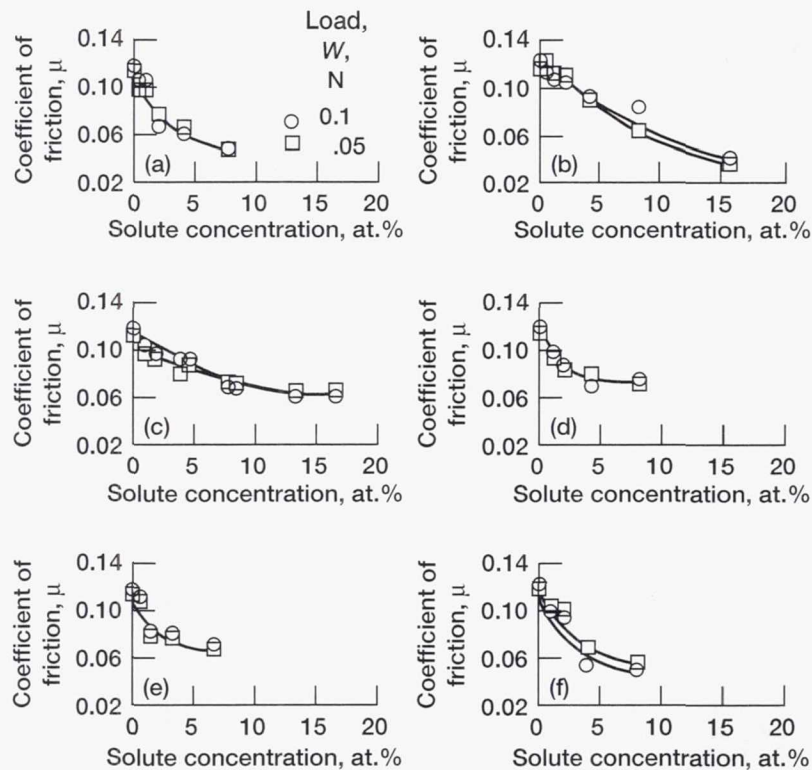 Load,
W,
N
0.1
.05
Coefficient of
friction, μ
0.14
0.10
0.06
0.02
(a)
0 5 10 15 20
Solute concentration, at.%
Coefficient of
friction, μ
0.14
0.10
0.06
0.02
(b)
0 5 10 15 20
Solute concentration, at.%
Coefficient of
friction, μ
0.14
0.10
0.06
0.02
(c)
0 5 10 15 20
Solute concentration, at.%
Coefficient of
friction, μ
0.14
0.10
0.06
0.02
(d)
0 5 10 15 20
Solute concentration, at.%
Coefficient of
friction, μ
0.14
0.10
0.06
0.02
(e)
0 5 10 15 20
Solute concentration, at.%
Coefficient of
friction, μ
0.14
0.10
0.06
0.02
(f)
0 5 10 15 20
Solute concentration, at.%